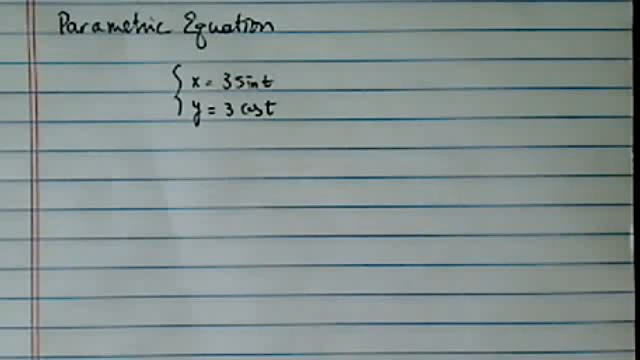 Parametric Equation
x = 3 sin t
y = 3 cos t